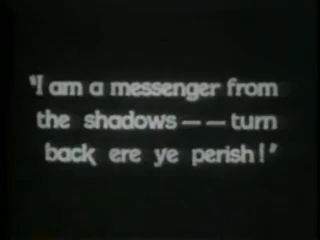 "I am a messenger from
the shadows — — turn
back ere ye perish!"